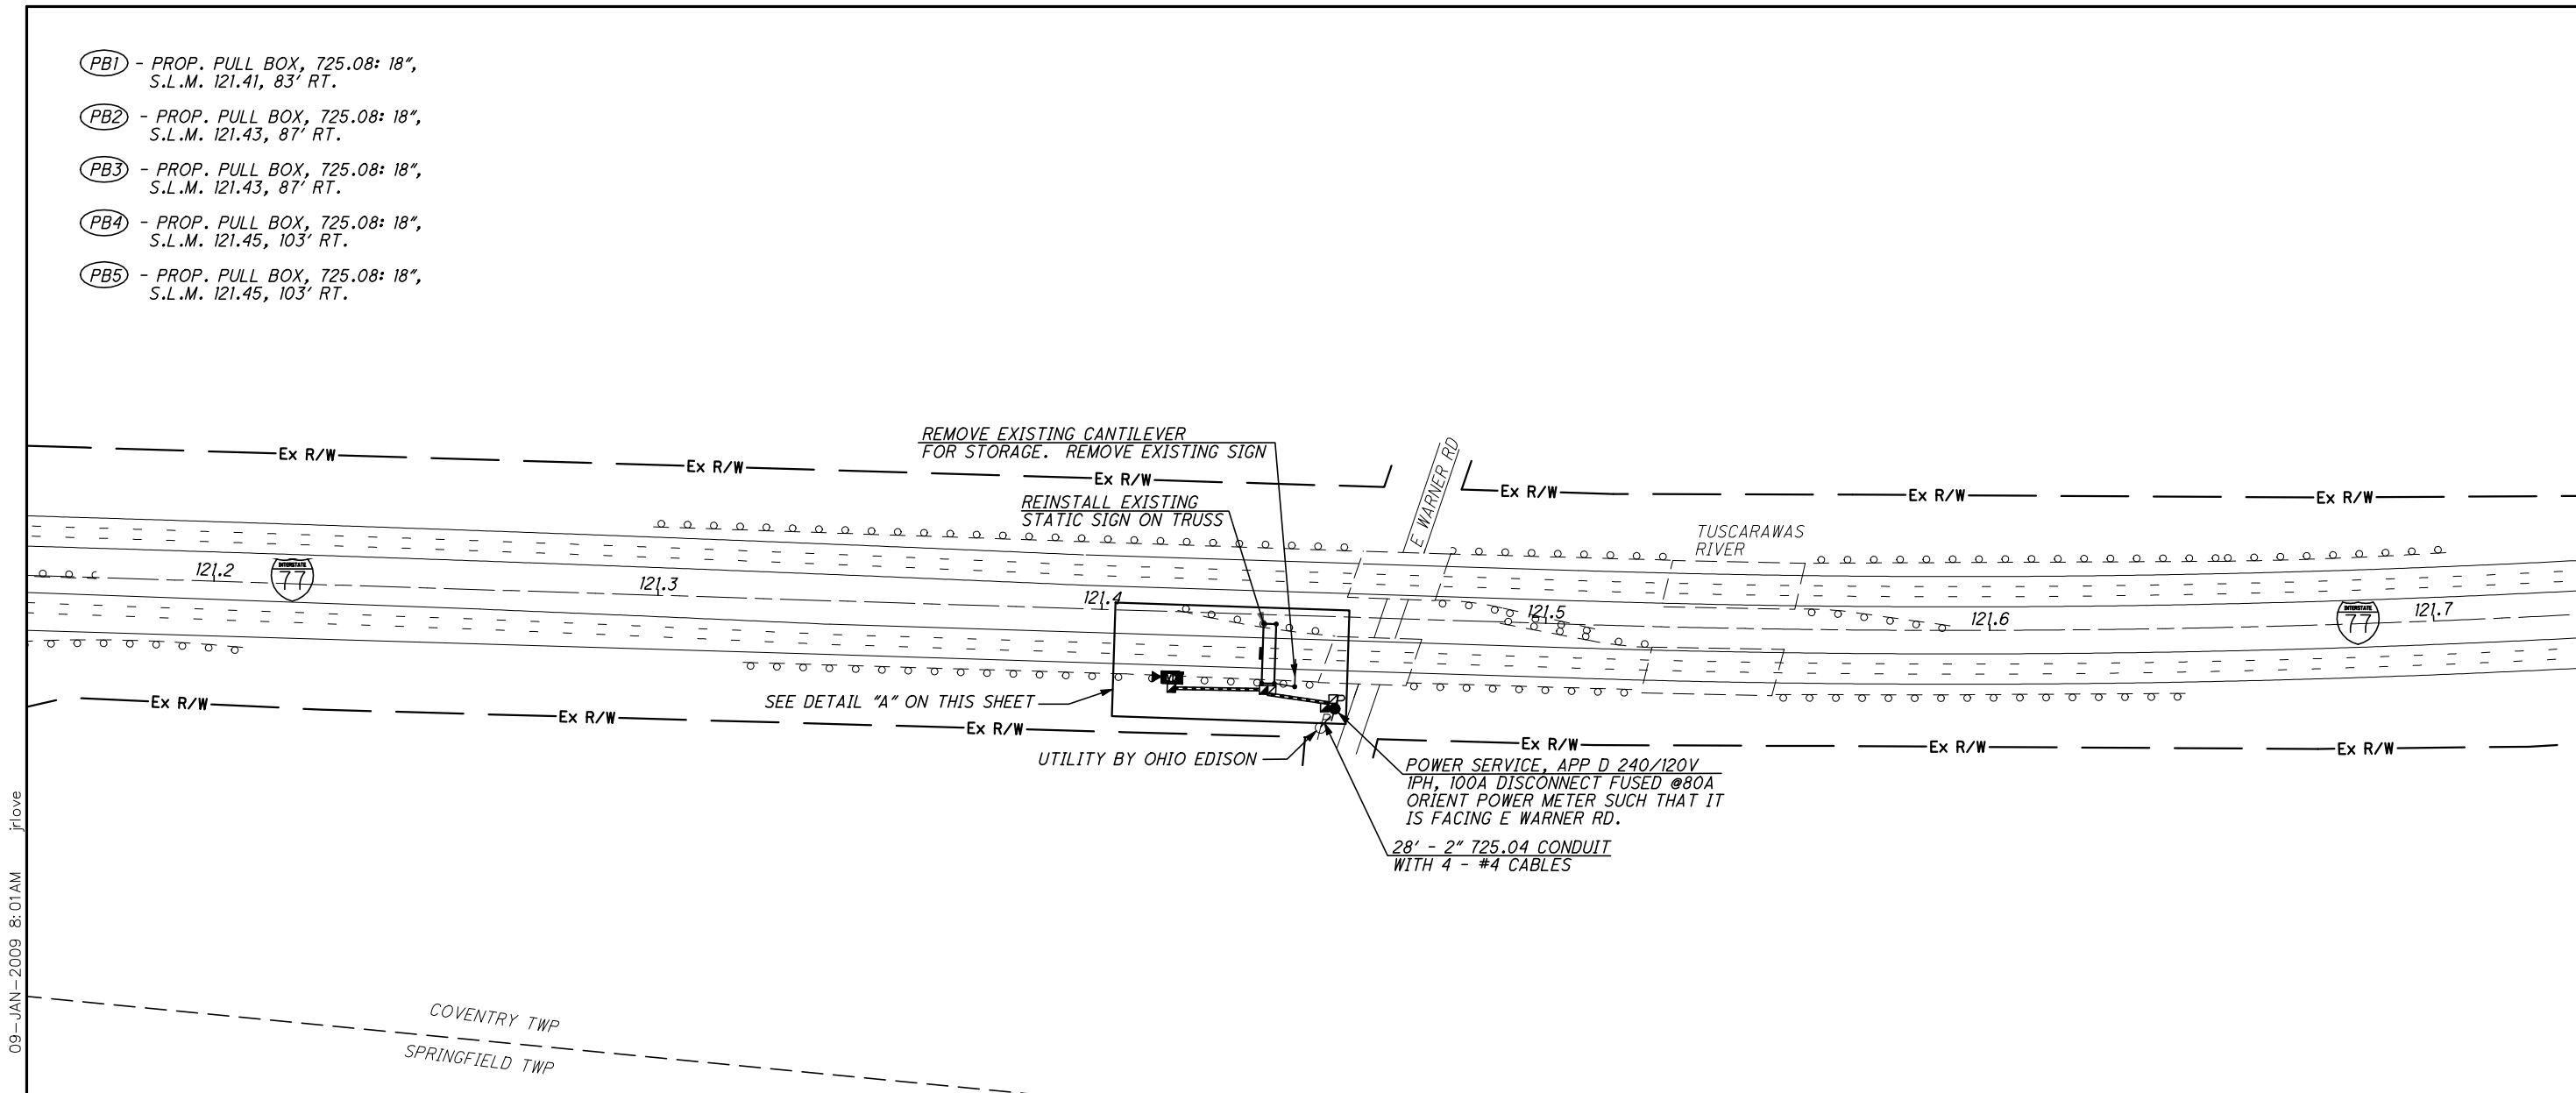 PB1 - PROP. PULL BOX, 725.08: 18",
S.L.M. 121.41, 83' RT.
PB2 - PROP. PULL BOX, 725.08: 18",
S.L.M. 121.43, 87' RT.
PB3 - PROP. PULL BOX, 725.08: 18",
S.L.M. 121.43, 87' RT.
PB4 - PROP. PULL BOX, 725.08: 18",
S.L.M. 121.45, 103' RT.
PB5 - PROP. PULL BOX, 725.08: 18",
S.L.M. 121.45, 103' RT.
REMOVE EXISTING CANTILEVER
FOR STORAGE. REMOVE EXISTING SIGN
Ex R/W
Ex R/W
Ex R/W
E WARNER RD
Ex R/W
Ex R/W
Ex R/W
REINSTALL EXISTING
STATIC SIGN ON TRUSS
TUSCARAWAS
RIVER
121.2
INTERSTATE
77
121.3
121.4
121.5
121.6
INTERSTATE
77
121.7
SEE DETAIL "A" ON THIS SHEET
P
Ex R/W
Ex R/W
Ex R/W
Ex R/W
Ex R/W
Ex R/W
UTILITY BY OHIO EDISON
POWER SERVICE, APP D 240/120V
1PH, 100A DISCONNECT FUSED @80A
ORIENT POWER METER SUCH THAT IT
IS FACING E WARNER RD.
28' - 2" 725.04 CONDUIT
WITH 4 - #4 CABLES
COVENTRY TWP
SPRINGFIELD TWP
09-JAN-2009 8:01AM jrlove